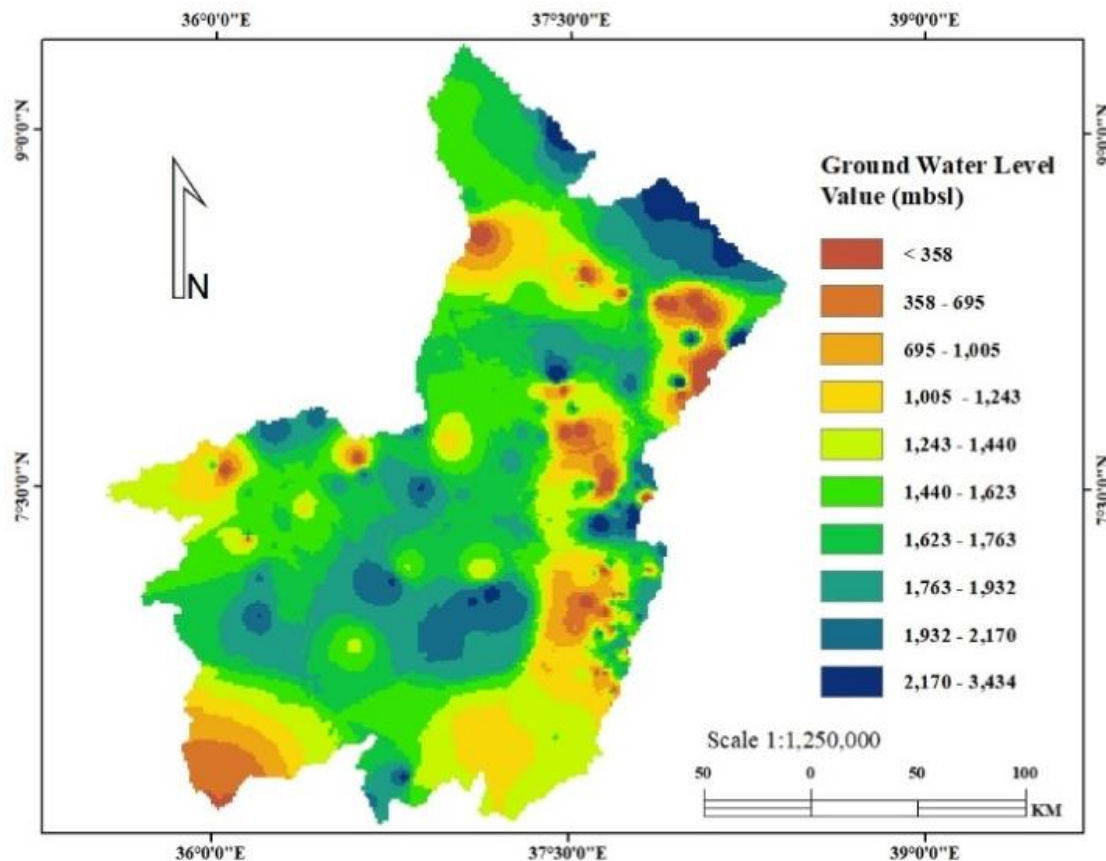 36°0'0"E 37°30'0"E 39°0'0"E
9°0'0"N
9°0'0"N
Ground Water Level
Value (mbsl)
< 358
358 - 695
695 - 1,005
1,005 - 1,243
1,243 - 1,440
1,440 - 1,623
1,623 - 1,763
1,763 - 1,932
1,932 - 2,170
2,170 - 3,434
N
7°30'0"N
7°30'0"N
Scale 1:1,250,000
50 0 50 100
KM
36°0'0"E 37°30'0"E 39°0'0"E